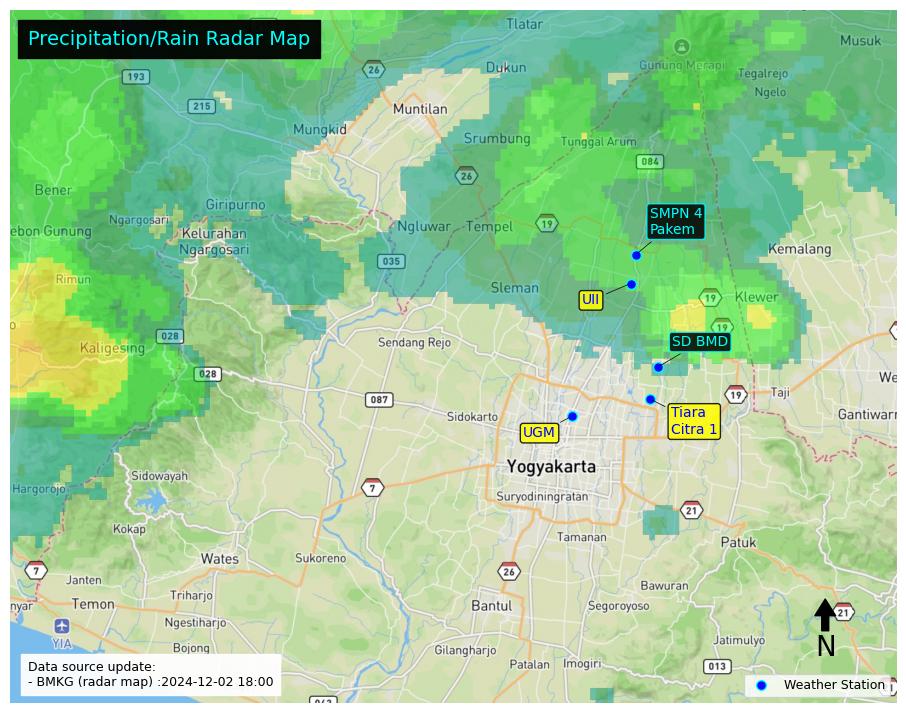 Precipitation/Rain Radar Map
Tlatar
Musuk
Gunung Merapi
26
Dukun
193
Tegalrejo
Ngelo
215
Muntilan
Mungkid
Srumbung
Tunggal Arum
084
26
Bener
Giripurno
Ngargosari
SMPN 4
Pakem
ebon Gunung
Kelurahan
Ngargosari
Ngluwar
Tempel
19
Kemalang
035
Rimun
Sleman
UII
19
Klewer
19
028
Kaligesing
Sendang Rejo
SD BMD
028
087
Sidokarto
19
Taji
We
Gantiwarn
Tiara
Citra 1
UGM
Yogyakarta
Sidowayah
Hargorojo
7
Suryodiningratan
21
Kokap
Tamanan
Patuk
Wates
Sukoreno
7
26
Janten
Bawuran
Triharjo
nyar
Temon
Bantul
Segoroyoso
21
Ngestiharjo
YIA
N
Bojong
Gilangharjo
Jatimulyo
Patalan
Imogiri
013
Data source update:
- BMKG (radar map) :2024-12-02 18:00
Weather Station